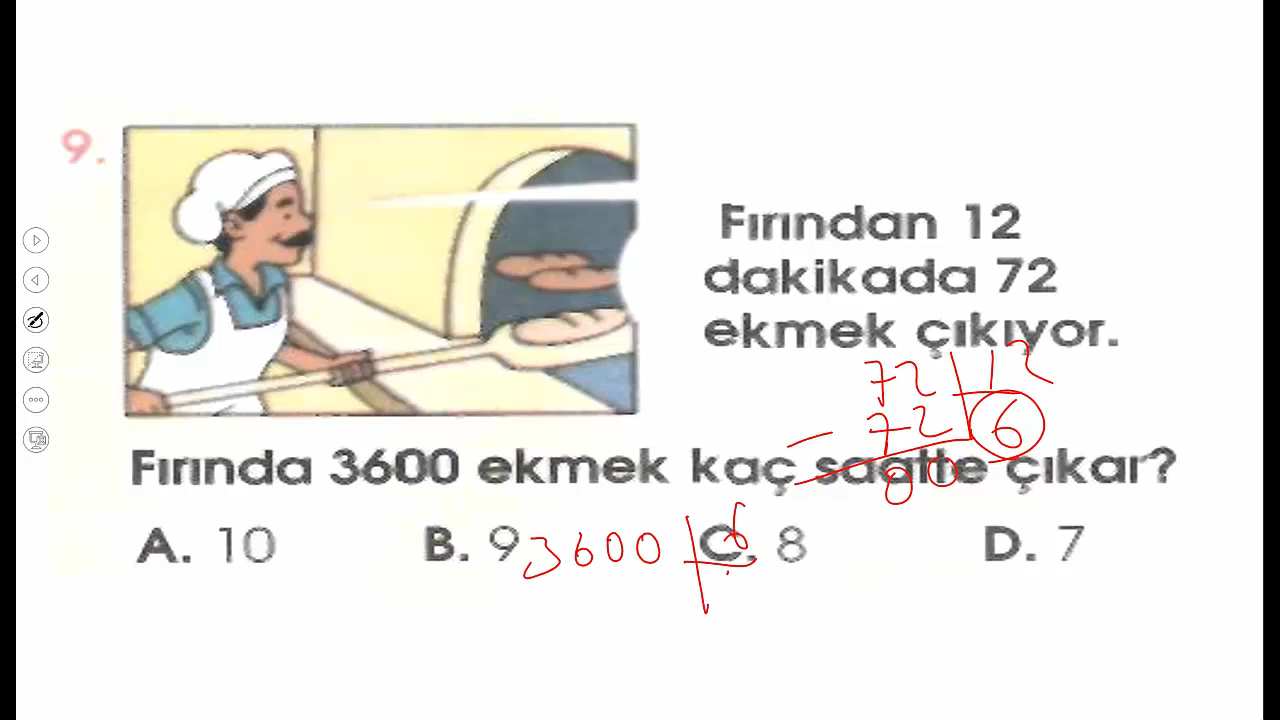 9.
Fırından 12
dakikada 72
ekmek çıkıyor.
72 12
- 72 6
00
Fırında 3600 ekmek kaç saatte çıkar?
A. 10 B. 9 C. 8 D. 7
3600 6